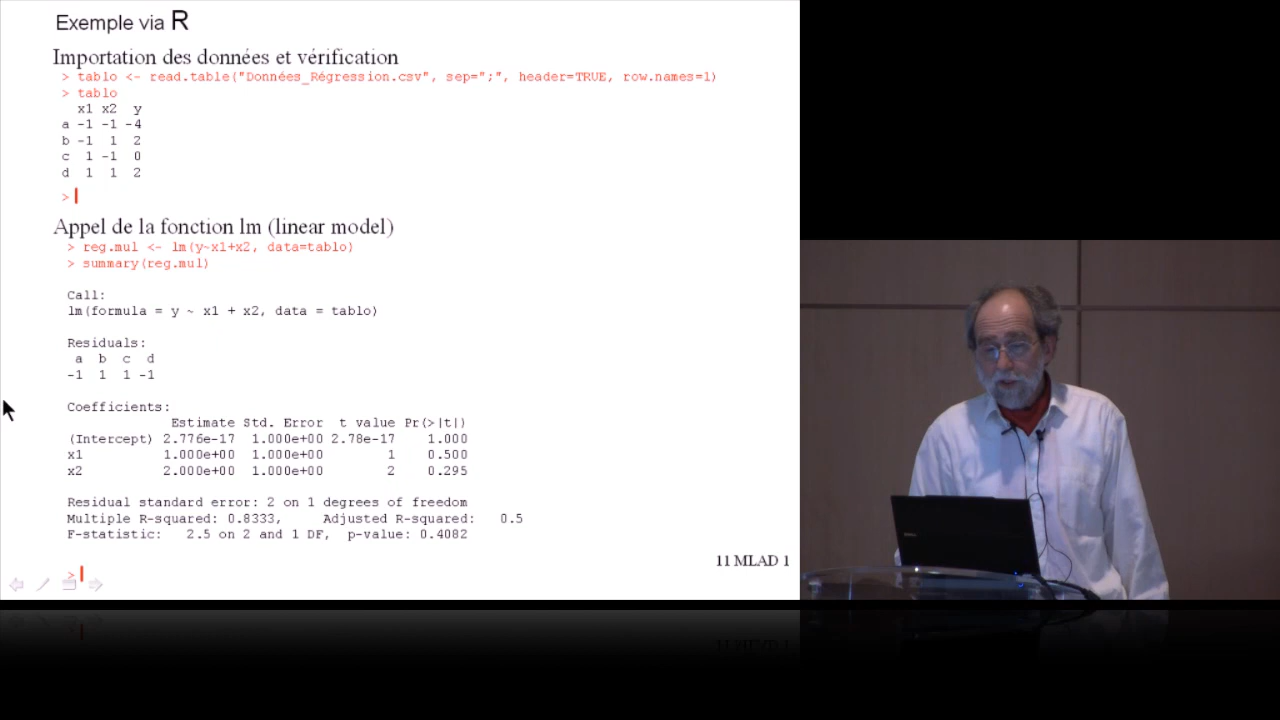 Exemple via R
Importation des données et vérification
> tablo <- read.table("Données_Régression.csv", sep=";", header=TRUE, row.names=1)
> tablo
x1 x2 y
a -1 -1 -4
b -1 1 2
c 1 -1 0
d 1 1 2
>
Appel de la fonction lm (linear model)
> reg.mul <- lm(y~x1+x2, data=tablo)
> summary(reg.mul)
Call:
lm(formula = y ~ x1 + x2, data = tablo)
Residuals:
a b c d
-1 1 1 -1
Coefficients:
Estimate Std. Error t value Pr(>|t|)
(Intercept) 2.776e-17 1.000e+00 2.78e-17 1.000
x1 1.000e+00 1.000e+00 1 0.500
x2 2.000e+00 1.000e+00 2 0.295
Residual standard error: 2 on 1 degrees of freedom
Multiple R-squared: 0.8333, Adjusted R-squared: 0.5
F-statistic: 2.5 on 2 and 1 DF, p-value: 0.4082
>
11 MLAD 1